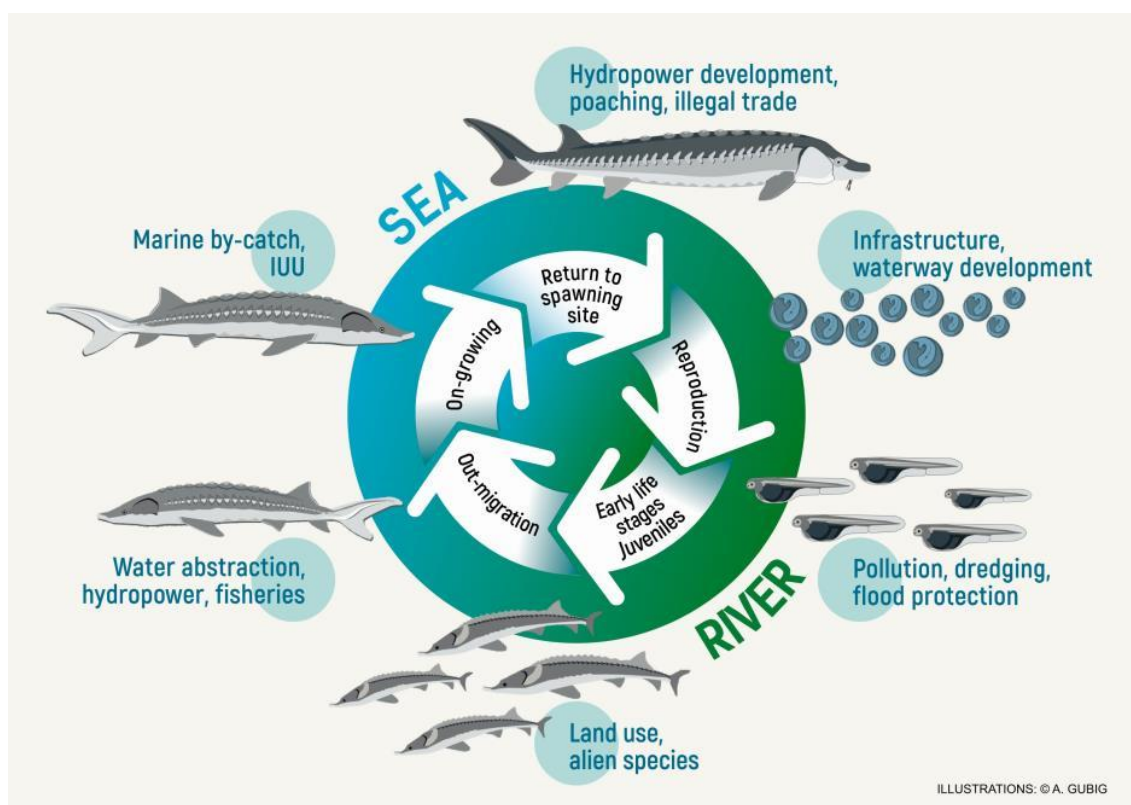 Hydropower development,
poaching, illegal trade
SEA
Marine by-catch,
IUU
Infrastructure,
waterway development
Return to
spawning
site
On-growing
Reproduction
Out-migration
Early life
stages
Juveniles
Water abstraction,
hydropower, fisheries
Pollution, dredging,
flood protection
RIVER
Land use,
alien species
ILLUSTRATIONS: © A. GUBIG